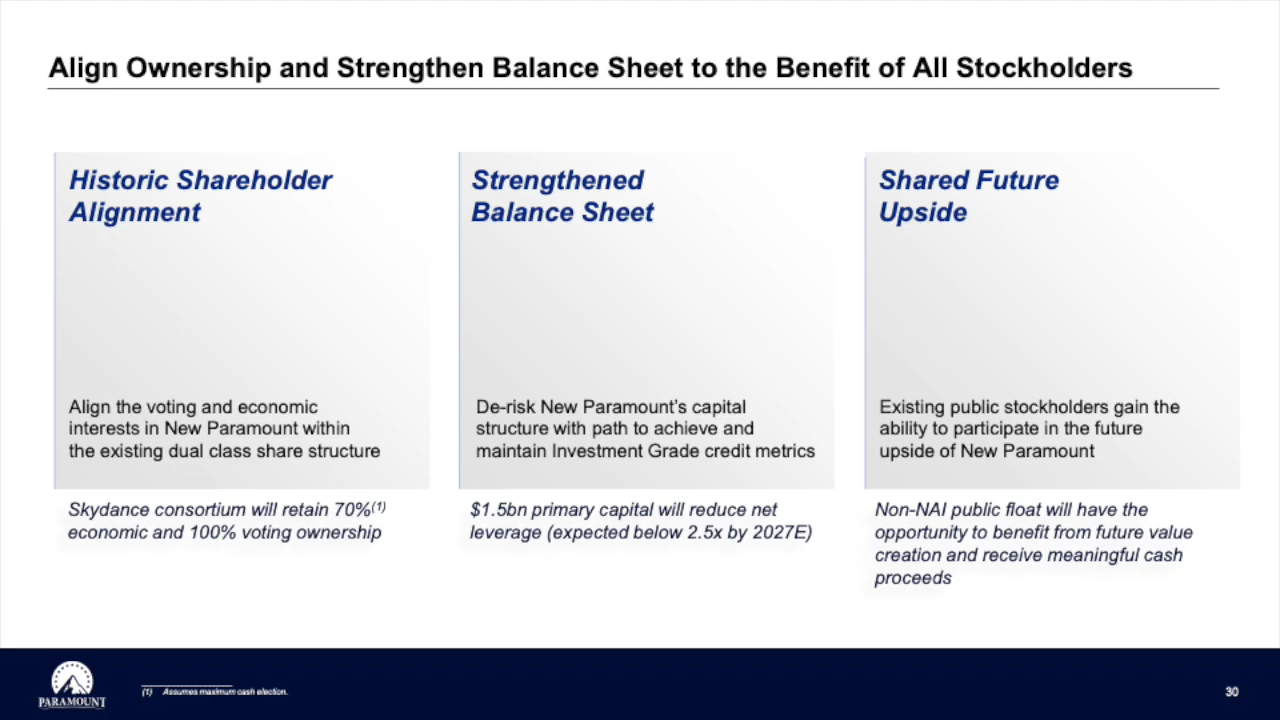 Align Ownership and Strengthen Balance Sheet to the Benefit of All Stockholders
Historic Shareholder
Alignment
Align the voting and economic
interests in New Paramount within
the existing dual class share structure
Skydance consortium will retain 70%(1)
economic and 100% voting ownership
Strengthened
Balance Sheet
De-risk New Paramount’s capital
structure with path to achieve and
maintain Investment Grade credit metrics
$1.5bn primary capital will reduce net
leverage (expected below 2.5x by 2027E)
Shared Future
Upside
Existing public stockholders gain the
ability to participate in the future
upside of New Paramount
Non-NAI public float will have the
opportunity to benefit from future value
creation and receive meaningful cash
proceeds
PARAMOUNT
(1) Assumes maximum cash election.
30